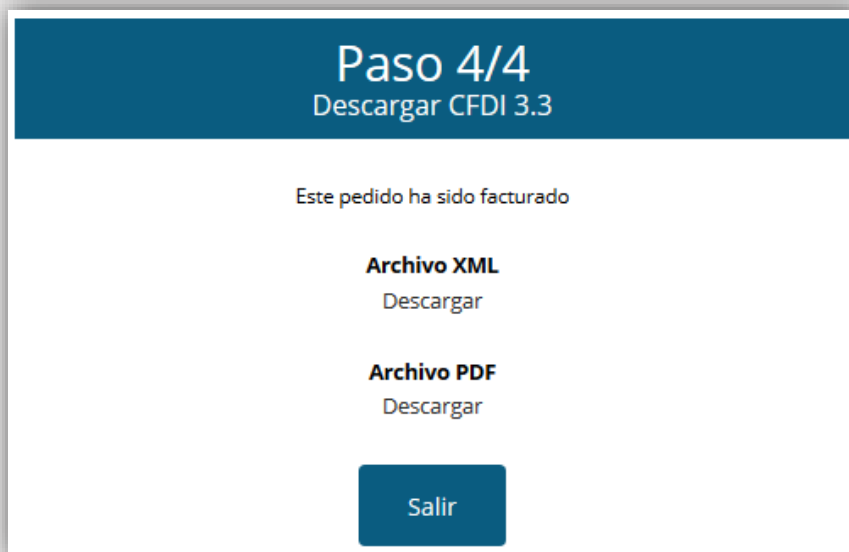 Paso 4/4
Descargar CFDI 3.3
Este pedido ha sido facturado
Archivo XML
Descargar
Archivo PDF
Descargar
Salir